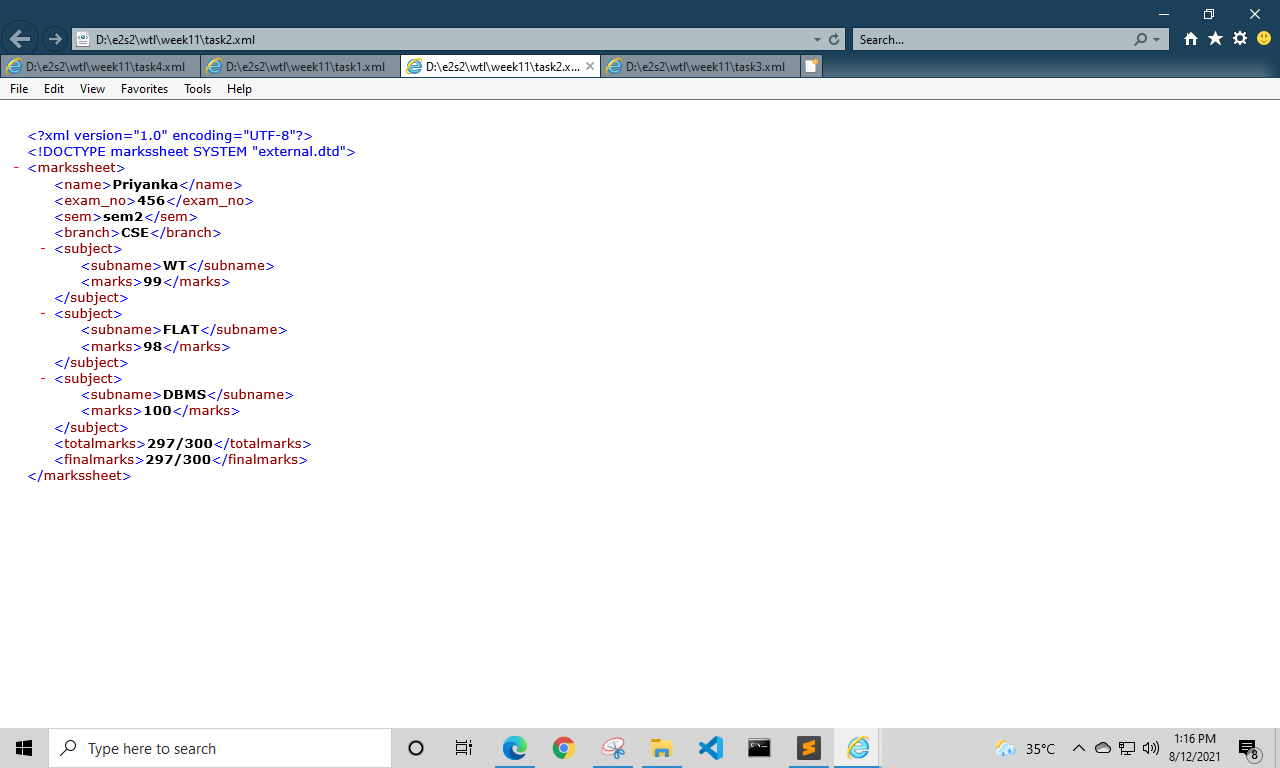 D:\e2s2\wtl\week11\task2.xml
Search...
D:\e2s2\wtl\week11\task4.xml
D:\e2s2\wtl\week11\task1.xml
D:\e2s2\wtl\week11\task2.x...
D:\e2s2\wtl\week11\task3.xml
File Edit View Favorites Tools Help
<?xml version="1.0" encoding="UTF-8"?>
<!DOCTYPE markssheet SYSTEM "external.dtd">
- <markssheet>
<name>Priyanka</name>
<exam_no>456</exam_no>
<sem>sem2</sem>
<branch>CSE</branch>
- <subject>
<subname>WT</subname>
<marks>99</marks>
</subject>
- <subject>
<subname>FLAT</subname>
<marks>98</marks>
</subject>
- <subject>
<subname>DBMS</subname>
<marks>100</marks>
</subject>
<totalmarks>297/300</totalmarks>
<finalmarks>297/300</finalmarks>
</markssheet>
Type here to search
35°C
1:16 PM
8/12/2021
8